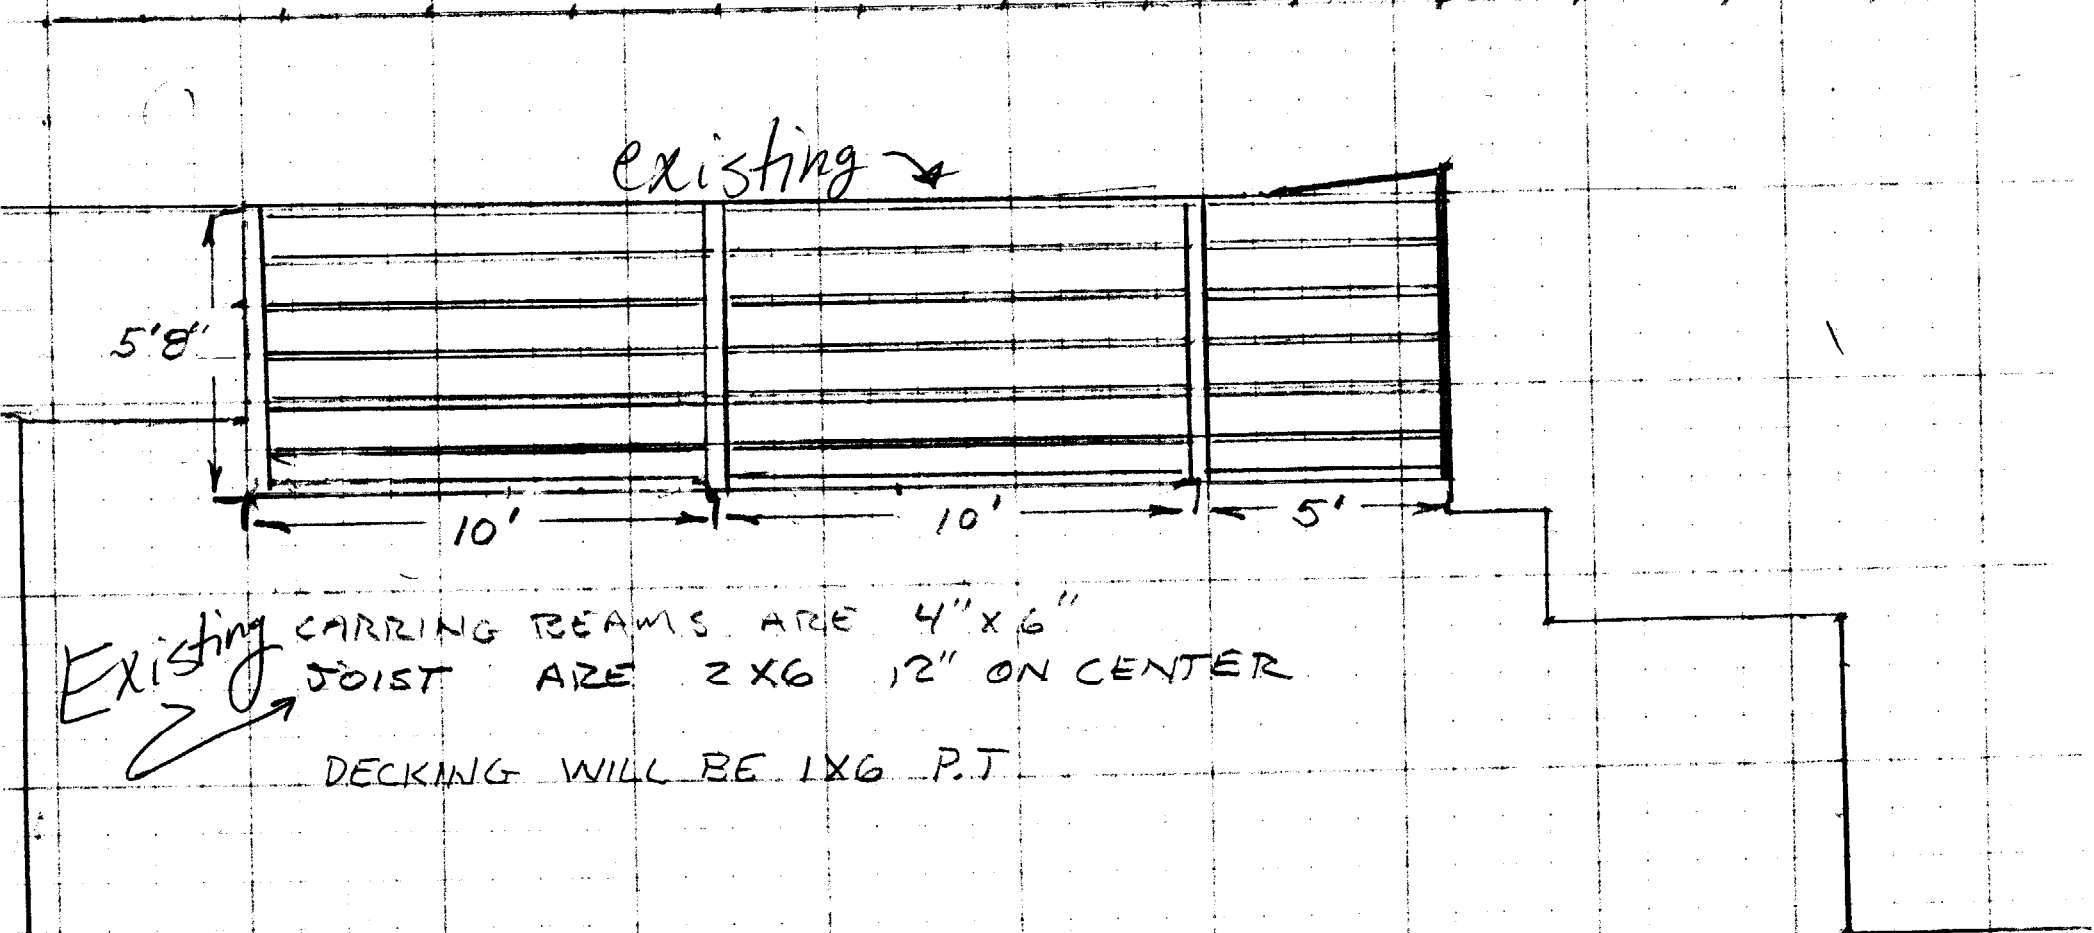 existing
5'8"
10'
10'
5'
Existing
CARRING BEAMS ARE 4"x6"
JOIST ARE 2x6 12" ON CENTER
DECKING WILL BE 1X6 P.T